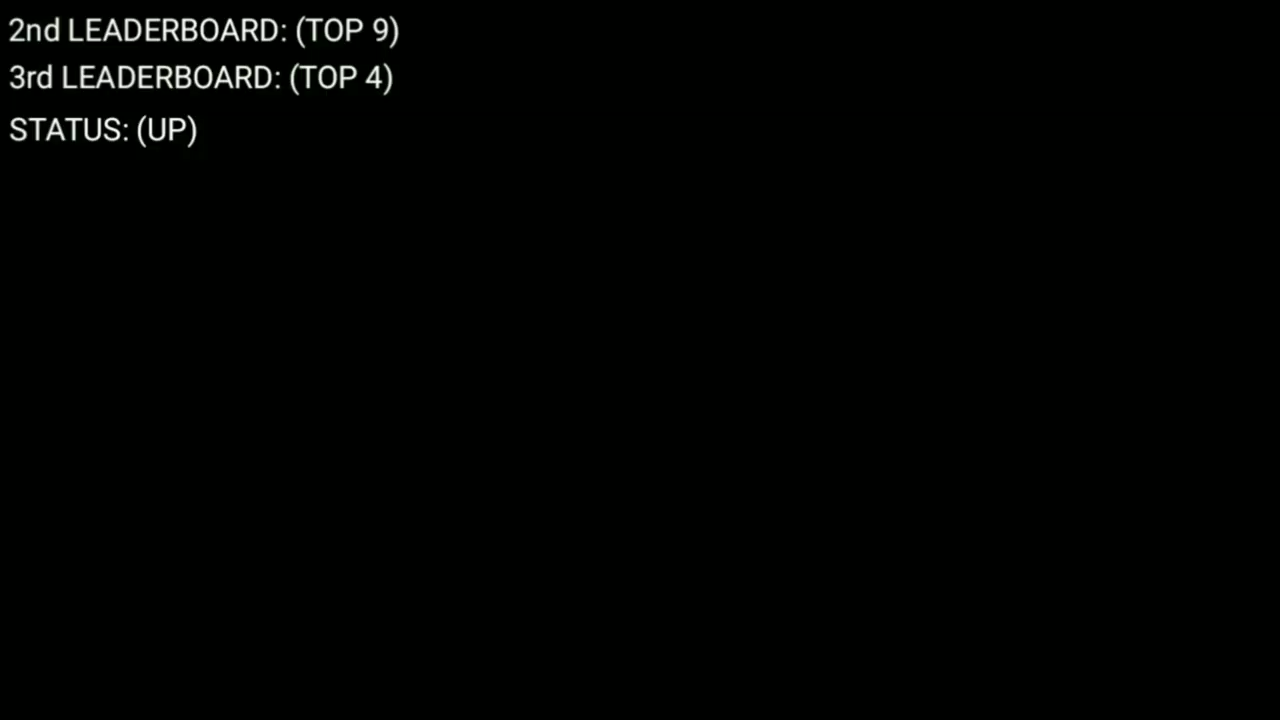 2nd LEADERBOARD: (TOP 9)
3rd LEADERBOARD: (TOP 4)
STATUS: (UP)